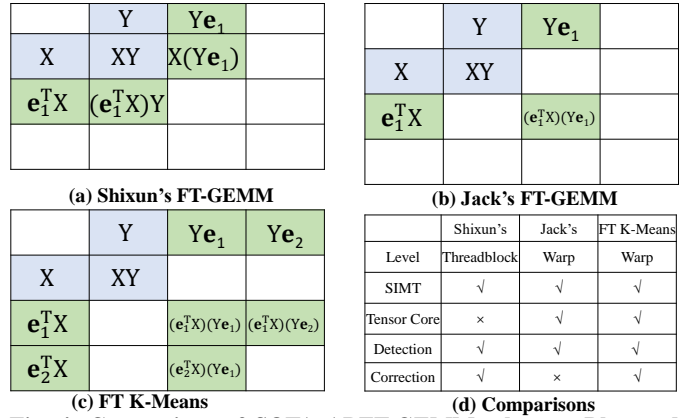 Y Ye₁
X XY X(Ye₁)
e₁ᵀX (e₁ᵀX)Y
(a) Shixun's FT-GEMM
Y Ye₁
X XY
e₁ᵀX (e₁ᵀX)(Ye₁)
(b) Jack's FT-GEMM
Y Ye₁ Ye₂
X XY
e₁ᵀX (e₁ᵀX)(Ye₁) (e₁ᵀX)(Ye₂)
e₂ᵀX (e₂ᵀX)(Ye₁)
(c) FT K-Means
Shixun's Jack's FT K-Means
Level Threadblock Warp Warp
SIMT √ √ √
Tensor Core × √ √
Detection √ √ √
Correction √ × √
(d) Comparisons